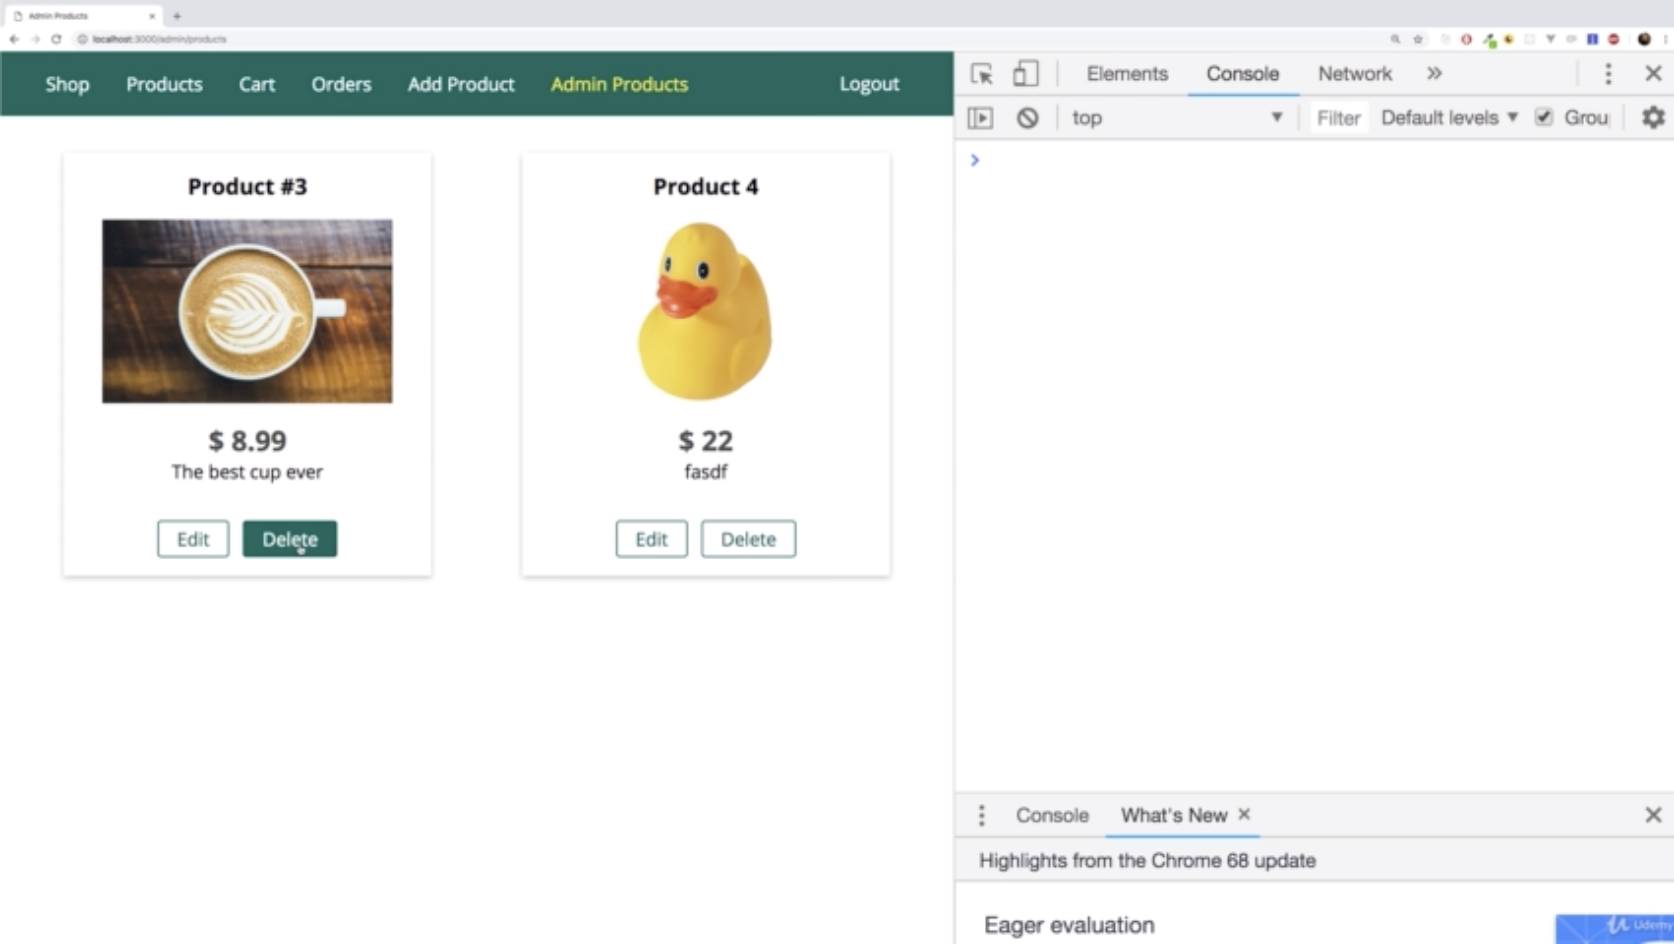 Admin Products
localhost:3000/admin/products
Shop Products Cart Orders Add Product Admin Products Logout
Product #3
$ 8.99
The best cup ever
Edit Delete
Product 4
$ 22
fasdf
Edit Delete
Elements Console Network
top Filter Default levels Grou
Console What's New
Highlights from the Chrome 68 update
Eager evaluation
Udemy